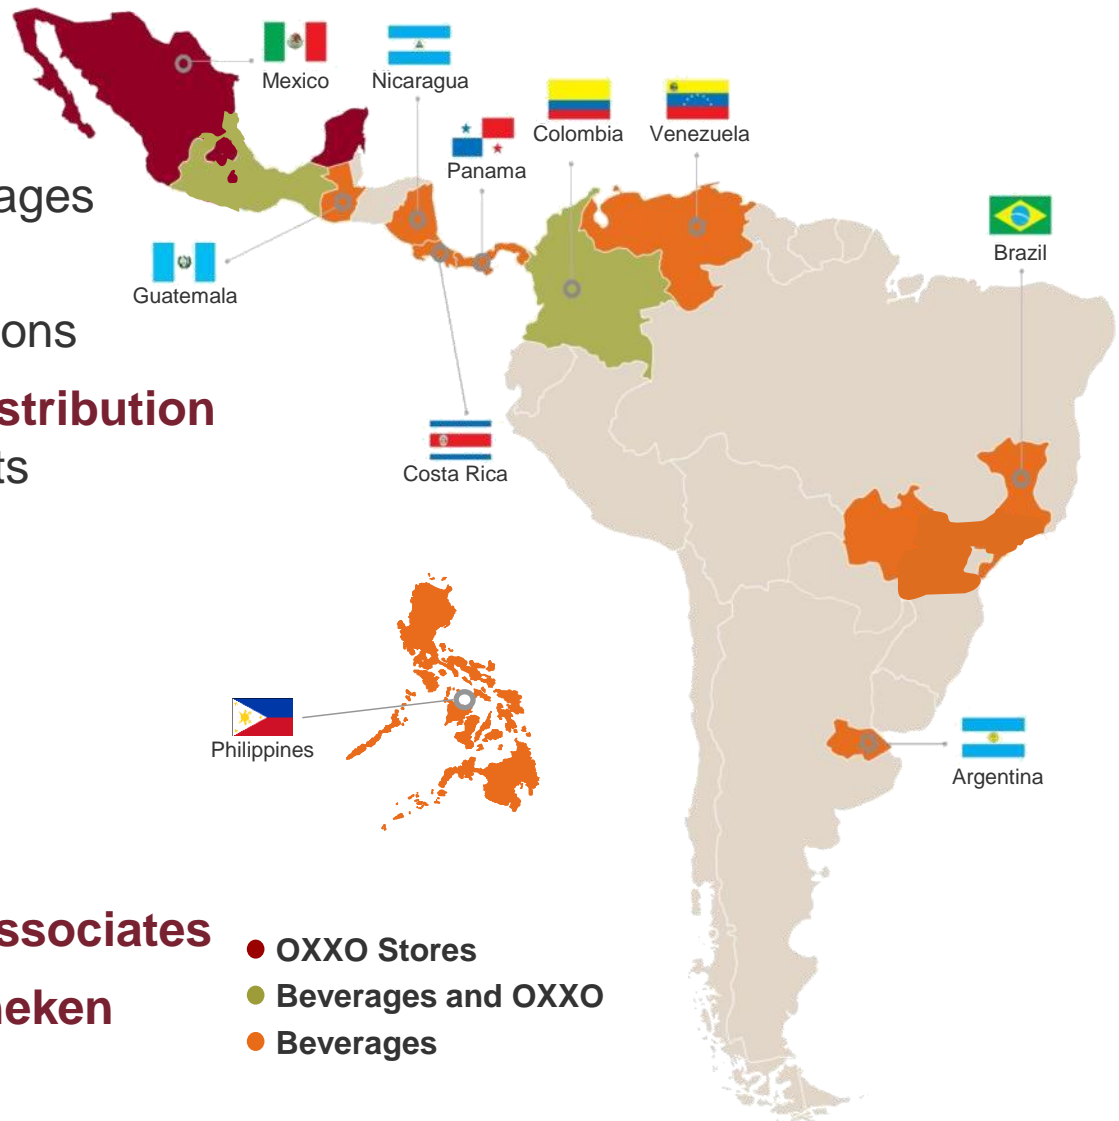 Mexico
Nicaragua
Colombia
Venezuela
Panama
ages
Brazil
Guatemala
ons
stribution
ts
Costa Rica
Philippines
Argentina
ssociates
OXXO Stores
Beverages and OXXO
eken
Beverages